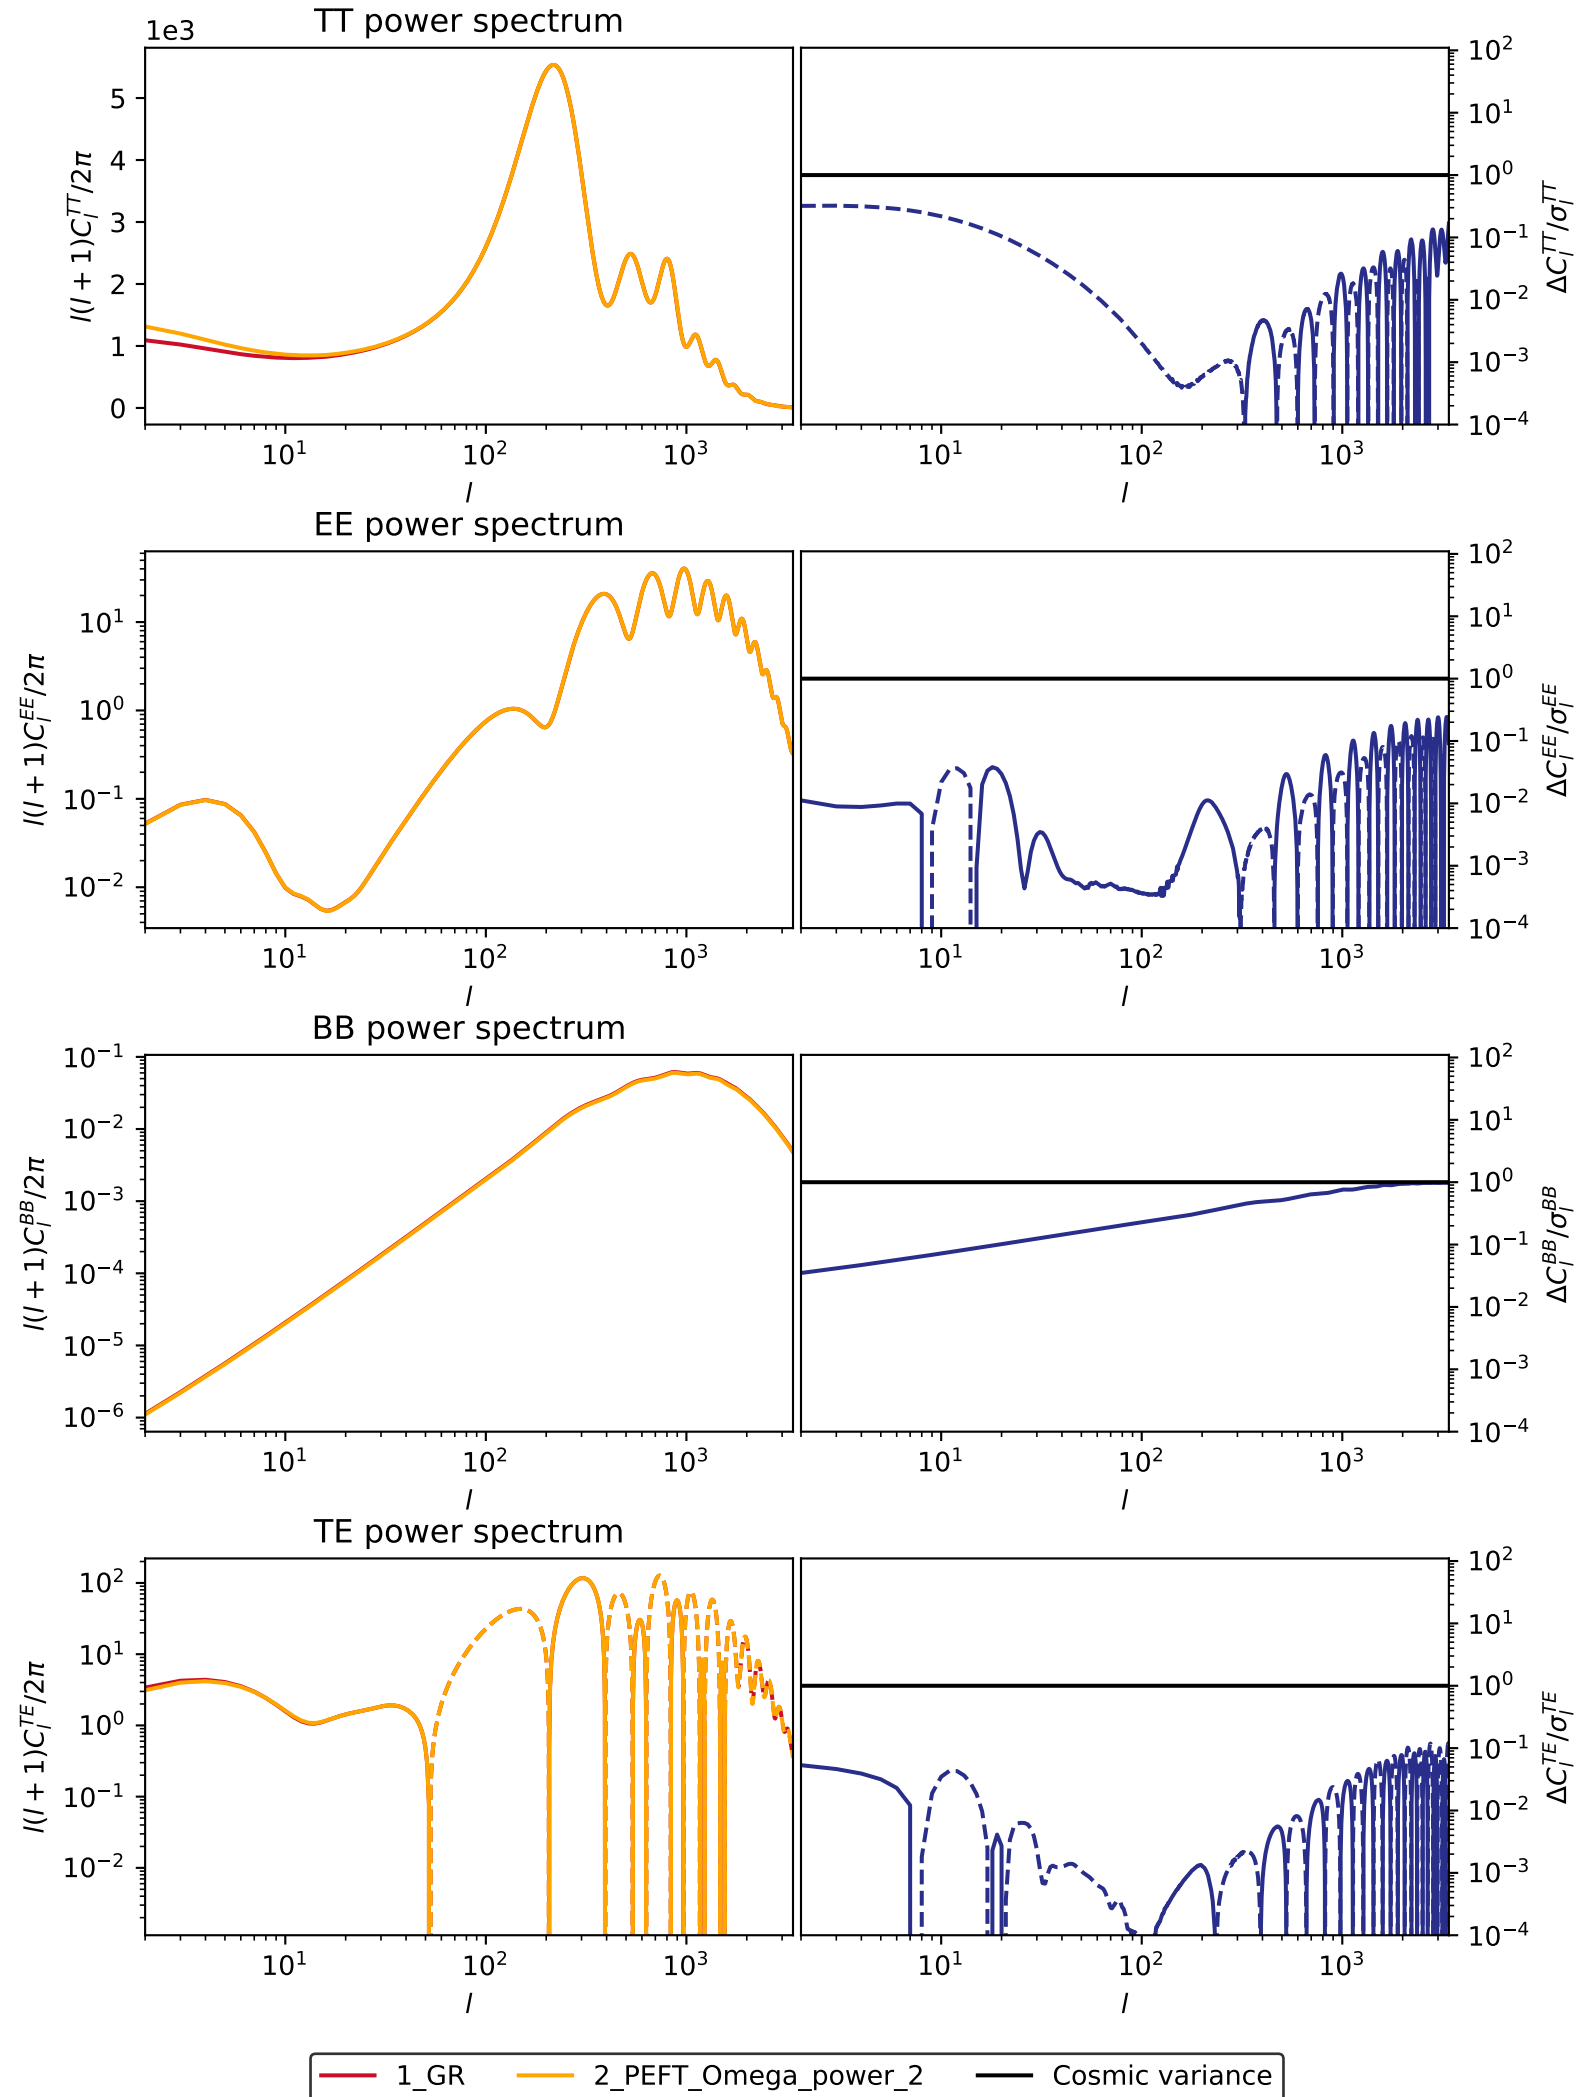 TT power spectrum
1e3
5
4
3
2
1
0
l(l + 1)C_l^{TT}/2π
10^1 10^2 10^3
l
10^2
10^1
10^0
10^{−1}
10^{−2}
10^{−3}
10^{−4}
ΔC_l^{TT}/σ_l^{TT}
10^1 10^2 10^3
l
EE power spectrum
10^1
10^0
10^{−1}
10^{−2}
l(l + 1)C_l^{EE}/2π
10^1 10^2 10^3
l
10^2
10^1
10^0
10^{−1}
10^{−2}
10^{−3}
10^{−4}
ΔC_l^{EE}/σ_l^{EE}
10^1 10^2 10^3
l
BB power spectrum
10^{−1}
10^{−2}
10^{−3}
10^{−4}
10^{−5}
10^{−6}
l(l + 1)C_l^{BB}/2π
10^1 10^2 10^3
l
10^2
10^1
10^0
10^{−1}
10^{−2}
10^{−3}
10^{−4}
ΔC_l^{BB}/σ_l^{BB}
10^1 10^2 10^3
l
TE power spectrum
10^2
10^1
10^0
10^{−1}
10^{−2}
l(l + 1)C_l^{TE}/2π
10^1 10^2 10^3
l
10^2
10^1
10^0
10^{−1}
10^{−2}
10^{−3}
10^{−4}
ΔC_l^{TE}/σ_l^{TE}
10^1 10^2 10^3
l
1_GR 2_PEFT_Omega_power_2 Cosmic variance